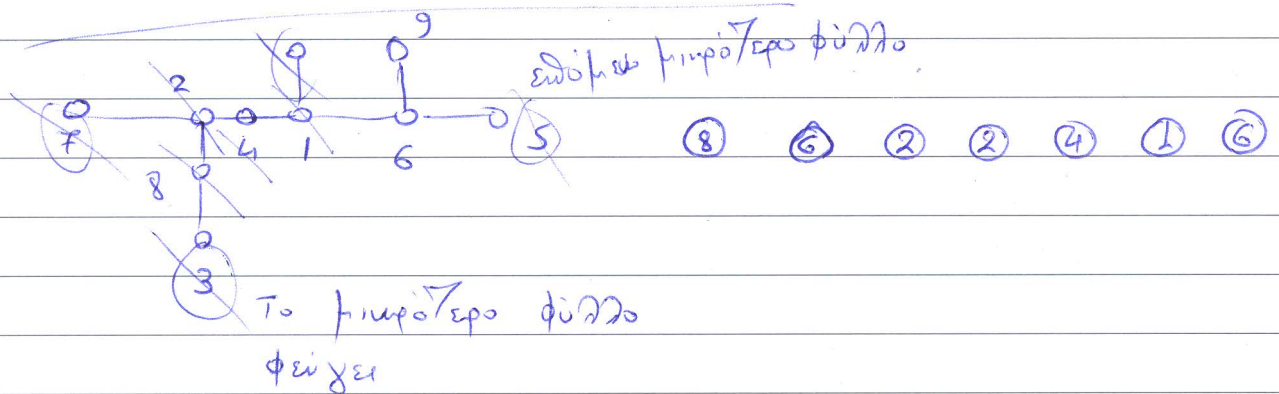 9
επόμενο μικρότερο φύλλο
2
7 4 1 6 5 8 6 2 2 4 1 6
8
3
Το μικρότερο φύλλο
φεύγει